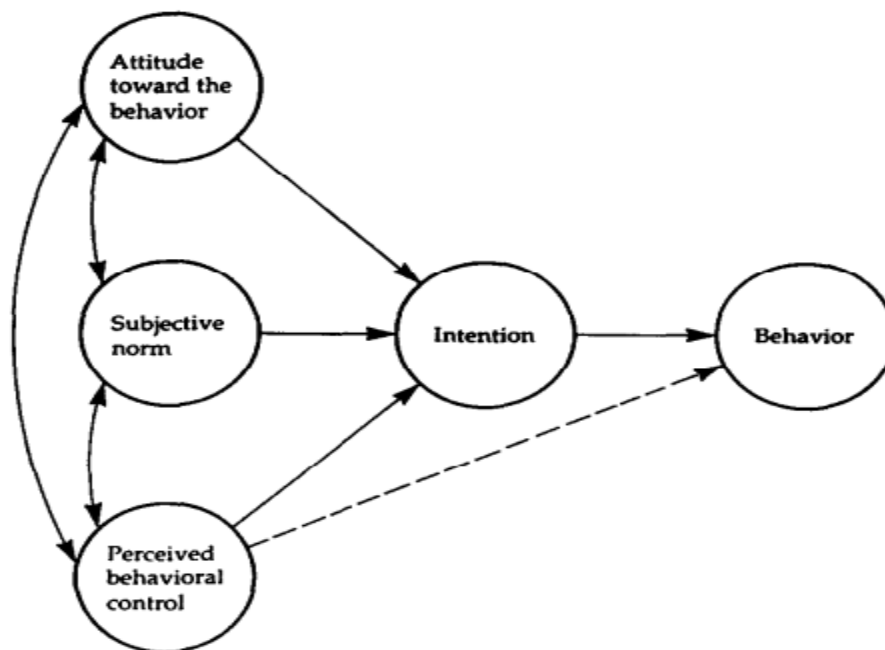 Attitude
toward the
behavior
Subjective
norm
Intention
Behavior
Perceived
behavioral
control